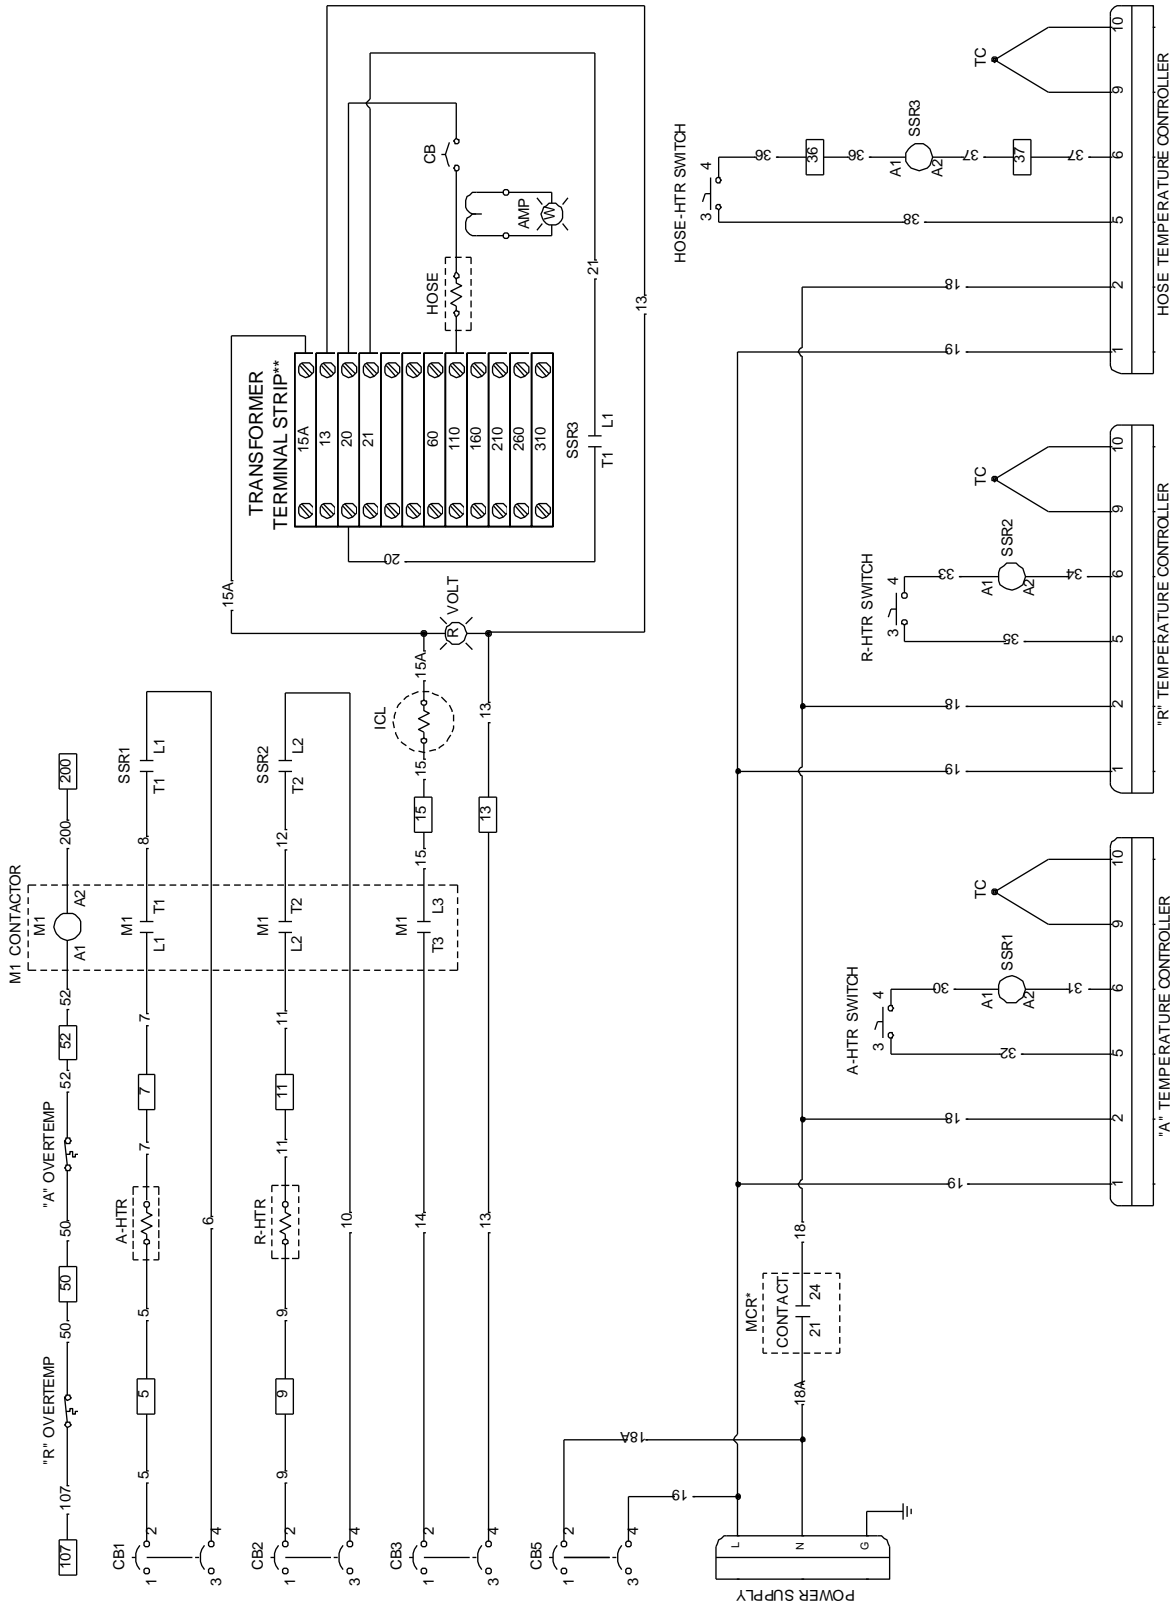 107
107
"R" OVERTEMP
50
50
50
"A" OVERTEMP
52
52
52
M1 CONTACTOR
M1
A1
A2
200
200
CB1
1
2
3
4
5
5
5
A-HTR
7
7
7
M1
L1
T1
8
SSR1
T1
L1
6
CB2
1
2
3
4
9
9
9
R-HTR
11
11
11
M1
L2
T2
12
SSR2
T2
L2
10
CB3
1
2
3
4
14
M1
T3
L3
15
15
15
ICL
15A
15A
13
13
13
13
R
VOLT
TRANSFORMER
TERMINAL STRIP**
15A
13
20
21
60
110
160
210
260
310
20
SSR3
T1
L1
21
HOSE
AMP
W
CB
CB5
1
2
3
4
18A
19
POWER SUPPLY
L
N
G
18A
MCR*
CONTACT
21
24
18
A-HTR SWITCH
3
4
32
30
A1
A2
SSR1
31
TC
19
18
1
2
5
6
9
10
"A" TEMPERATURE CONTROLLER
R-HTR SWITCH
3
4
35
33
A1
A2
SSR2
34
TC
19
18
1
2
5
6
9
10
"R" TEMPERATURE CONTROLLER
HOSE-HTR SWITCH
3
4
38
36
36
36
A1
A2
SSR3
37
37
37
TC
19
18
1
2
5
6
9
10
HOSE TEMPERATURE CONTROLLER